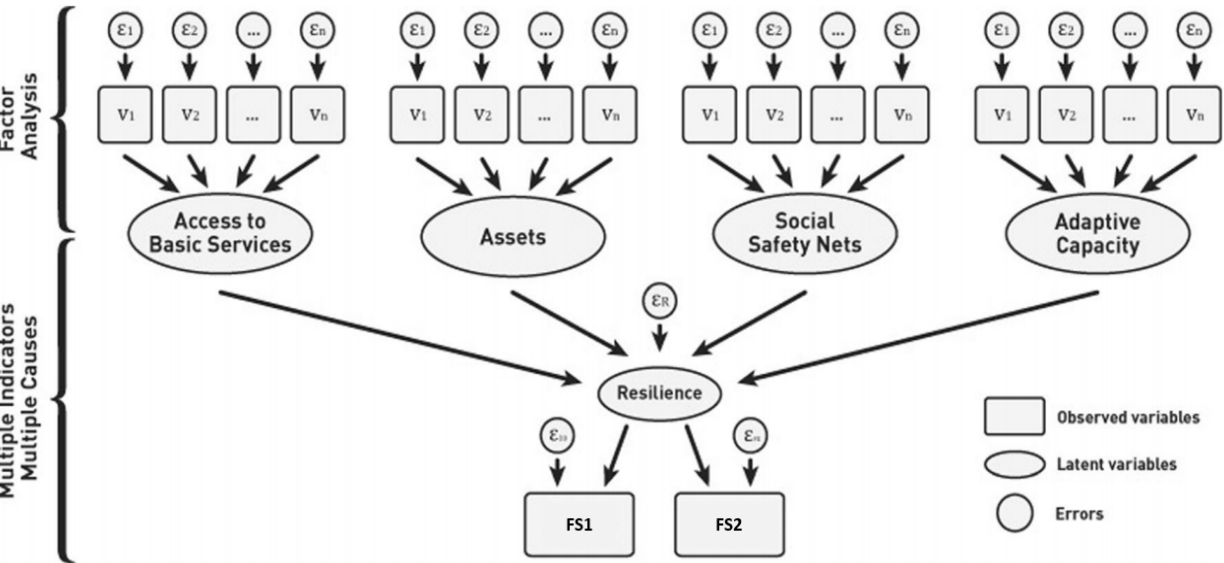 Factor
Analysis
ε1 ε2 ... εn ε1 ε2 ... εn ε1 ε2 ... εn ε1 ε2 ... εn
V1 V2 ... Vn V1 V2 ... Vn V1 V2 ... Vn V1 V2 ... Vn
Access to
Basic Services
Assets
Social
Safety Nets
Adaptive
Capacity
Multiple Indicators
Multiple Causes
εR
Resilience
FS1
FS2
Observed variables
Latent variables
Errors